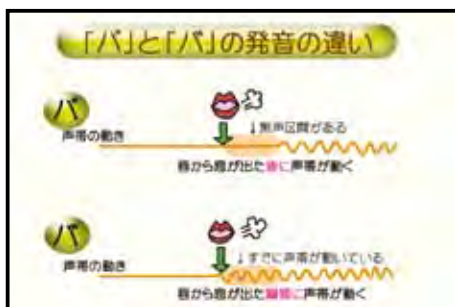 「パ」と「バ」の発音の違い
パ
声帯の動き
↓無声区間がある
唇から息が出た後に声帯が動く
バ
声帯の動き
↓すでに声帯が動いている
唇から息が出た直後に声帯が動く